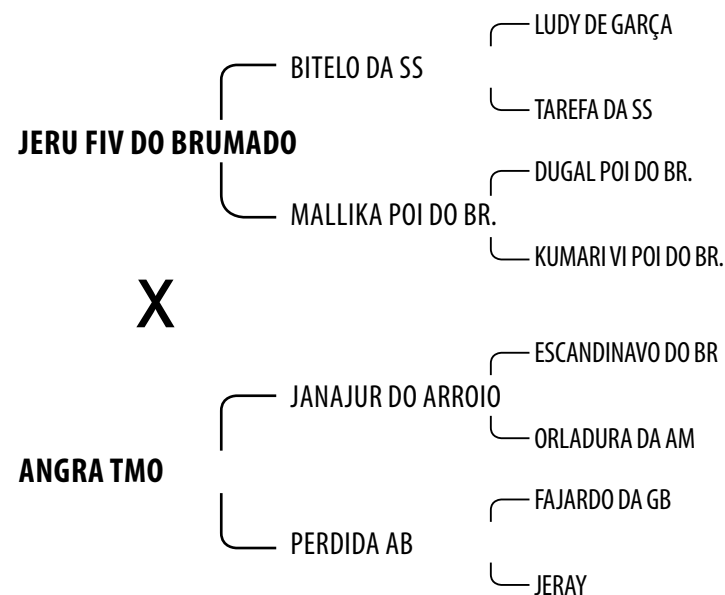 LUDY DE GARÇA
BITELO DA SS
TAREFA DA SS
JERU FIV DO BRUMADO
DUGAL POI DO BR.
MALLIKA POI DO BR.
KUMARI VI POI DO BR.
X
ESCANDINAVO DO BR
JANAJUR DO ARROIO
ORLADURA DA AM
ANGRA TMO
FAJARDO DA GB
PERDIDA AB
JERAY